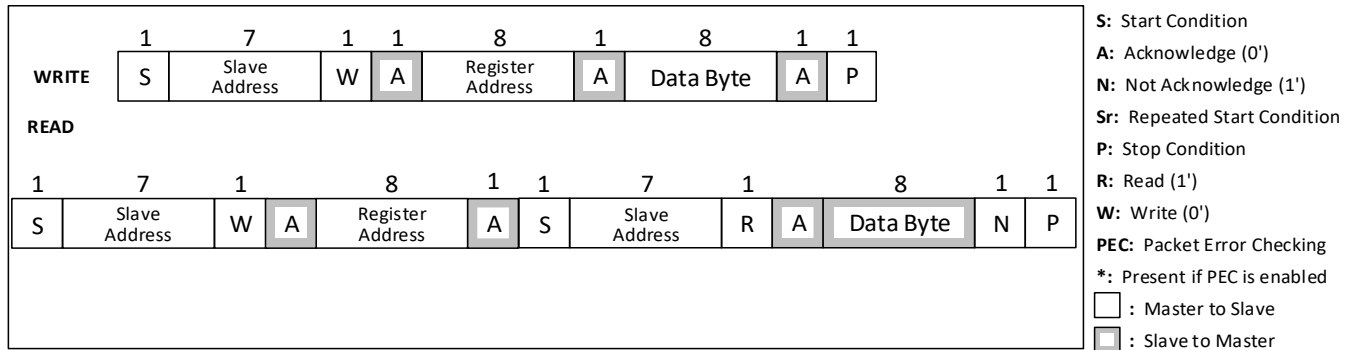 1 7 1 1 8 1 8 1 1
WRITE S Slave Address W A Register Address A Data Byte A P
READ
1 7 1 8 1 1 7 1 8 1 1
S Slave Address W A Register Address A S Slave Address R A Data Byte N P
S: Start Condition
A: Acknowledge (0')
N: Not Acknowledge (1')
Sr: Repeated Start Condition
P: Stop Condition
R: Read (1')
W: Write (0')
PEC: Packet Error Checking
*: Present if PEC is enabled
: Master to Slave
: Slave to Master